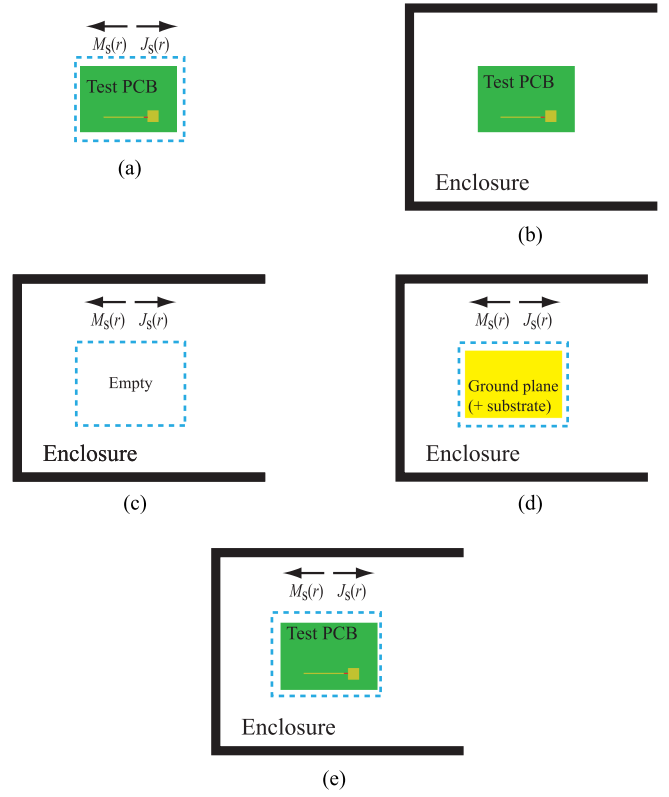 Mₛ(r) Jₛ(r)
Test PCB
(a)
Test PCB
Enclosure
(b)
Mₛ(r) Jₛ(r)
Empty
Enclosure
(c)
Mₛ(r) Jₛ(r)
Ground plane
(+ substrate)
Enclosure
(d)
Mₛ(r) Jₛ(r)
Test PCB
Enclosure
(e)